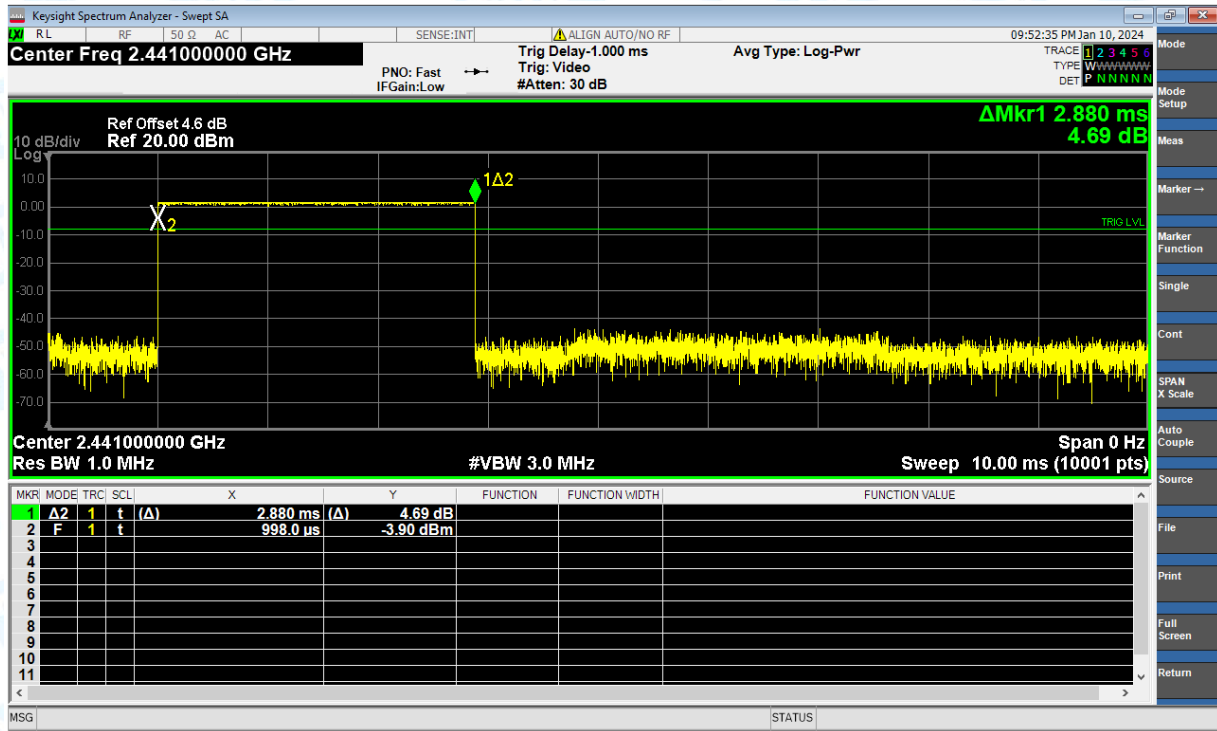 Keysight Spectrum Analyzer - Swept SA
LXI RL RF 50 Ω AC SENSE:INT ALIGN AUTO/NO RF 09:52:35 PM Jan 10, 2024
Center Freq 2.441000000 GHz
PNO: Fast
IFGain:Low
Trig Delay-1.000 ms
Trig: Video
#Atten: 30 dB
Avg Type: Log-Pwr
TRACE 1 2 3 4 5 6
TYPE WWWWWW
DET P NNNNN
ΔMkr1 2.880 ms
4.69 dB
Ref Offset 4.6 dB
10 dB/div Ref 20.00 dBm
Log
10.0
0.00
-10.0
-20.0
-30.0
-40.0
-50.0
-60.0
-70.0
1Δ2
X2
TRIG LVL
Center 2.441000000 GHz Span 0 Hz
Res BW 1.0 MHz #VBW 3.0 MHz Sweep 10.00 ms (10001 pts)
MKR MODE TRC SCL X Y FUNCTION FUNCTION WIDTH FUNCTION VALUE
1 Δ2 1 t (Δ) 2.880 ms (Δ) 4.69 dB
2 F 1 t 998.0 µs -3.90 dBm
3
4
5
6
7
8
9
10
11
MSG STATUS
Mode
Mode
Setup
Meas
Marker →
Marker
Function
Single
Cont
SPAN
X Scale
Auto
Couple
Source
File
Print
Full
Screen
Return